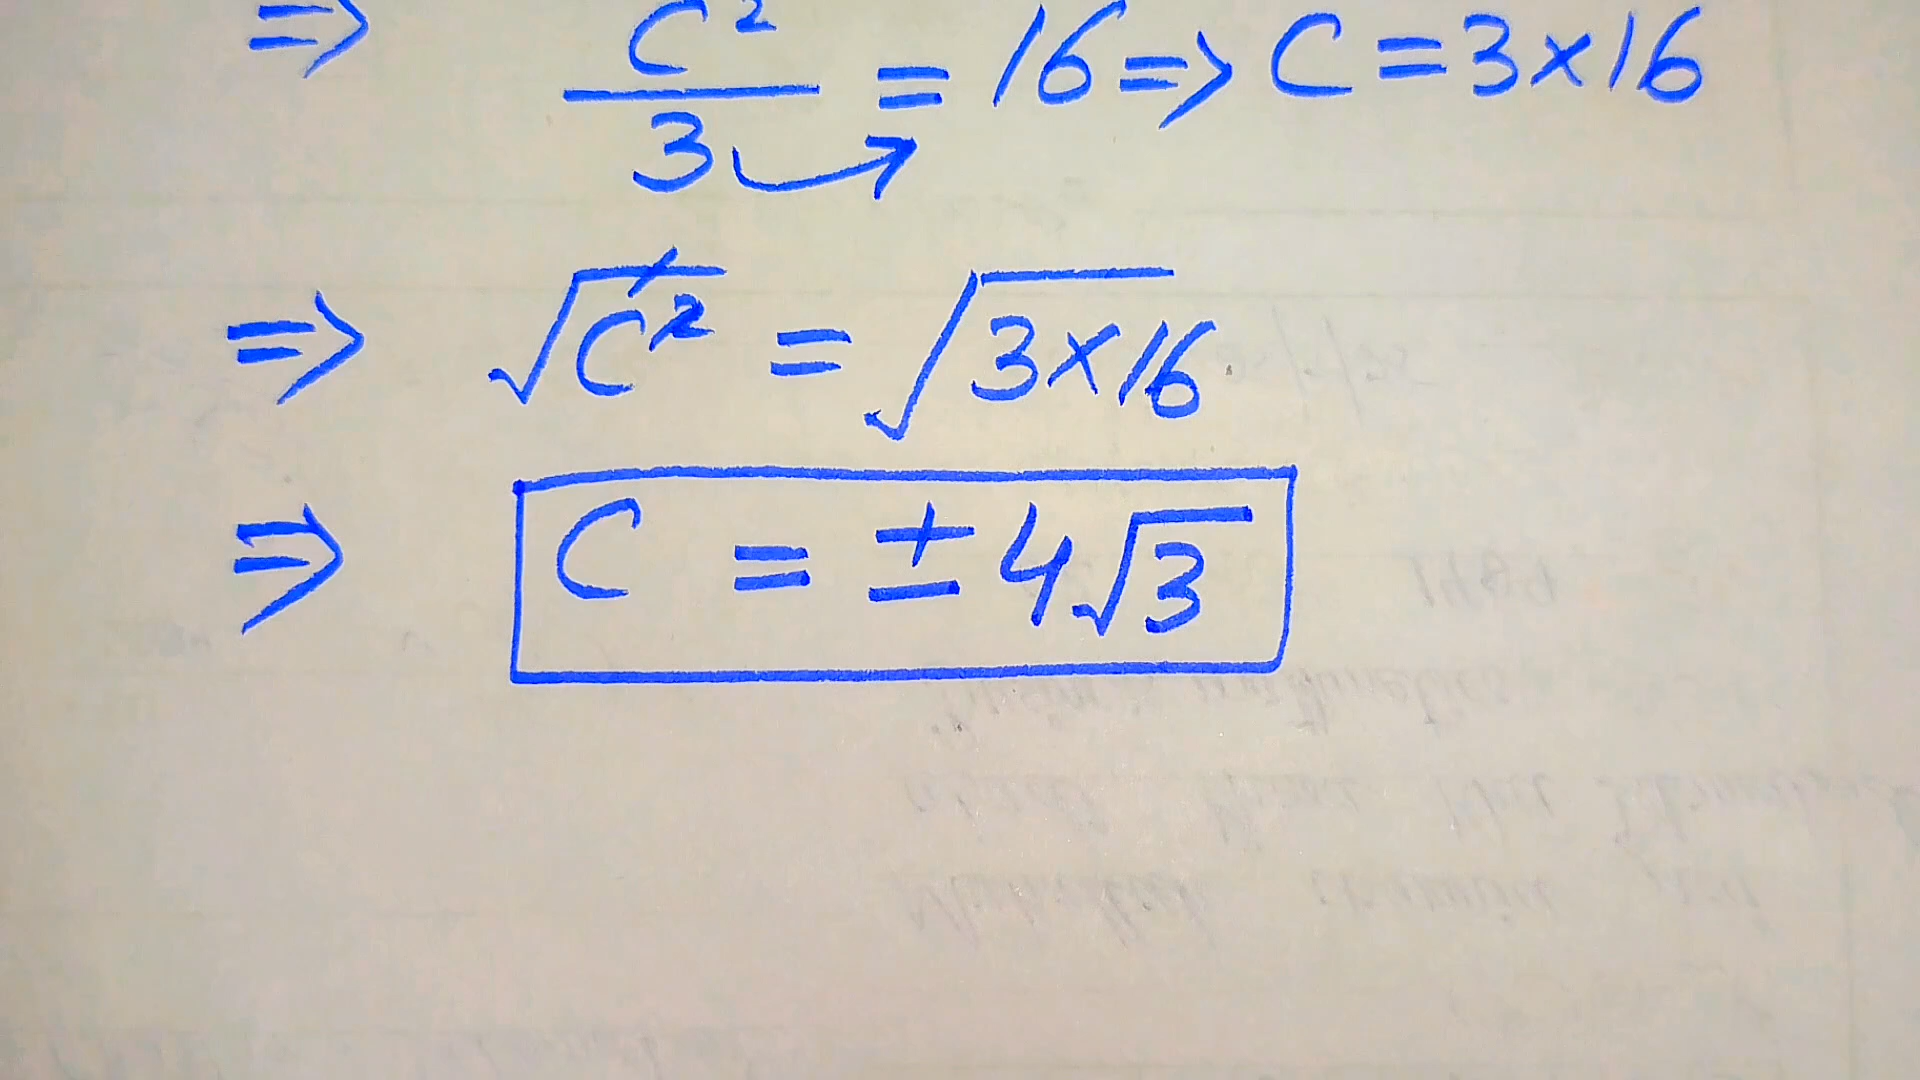 => C²/3 = 16 => C = 3×16
=> √C² = √3×16
=> C = ±4√3